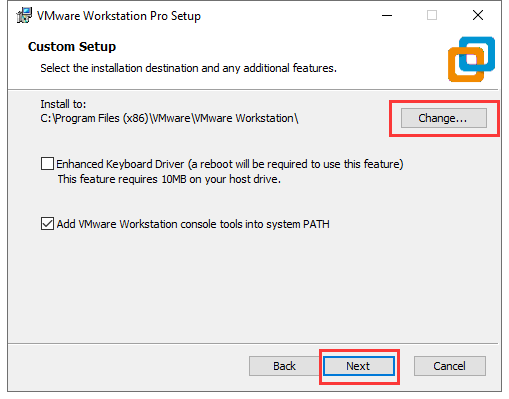 VMware Workstation Pro Setup
Custom Setup
Select the installation destination and any additional features.
Install to:
C:\Program Files (x86)\VMware\VMware Workstation\
Change...
Enhanced Keyboard Driver (a reboot will be required to use this feature)
This feature requires 10MB on your host drive.
Add VMware Workstation console tools into system PATH
Back
Next
Cancel